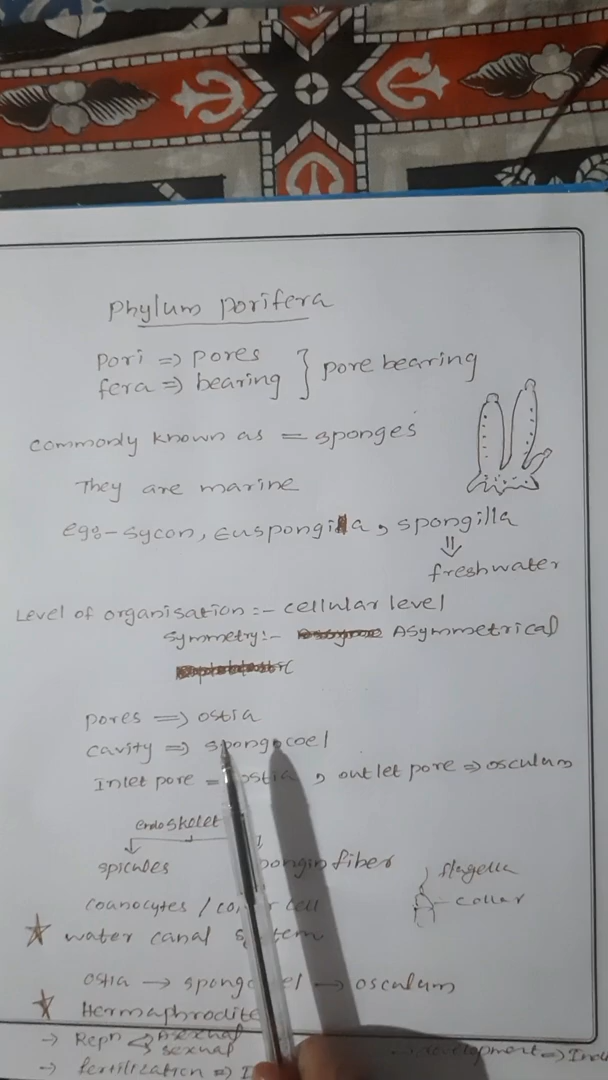 Phylum porifera
pori => pores
fera => bearing } pore bearing
commonly known as = sponges
They are marine
eg:- Sycon, Euspongilla, spongilla
freshwater
Level of organisation :- cellular level
Symmetry:- Asymmetrical
pores => ostia
cavity => spongocoel
Inlet pore = ostia, outlet pore => osculum
endoskelet
spicules
fiber
flagella
collar
coanocytes / cell
water canal system
ostia -> spongocoel -> osculum
Hermaphrodite
-> Repn Asexual
sexual
-> fertilization =>
development =>